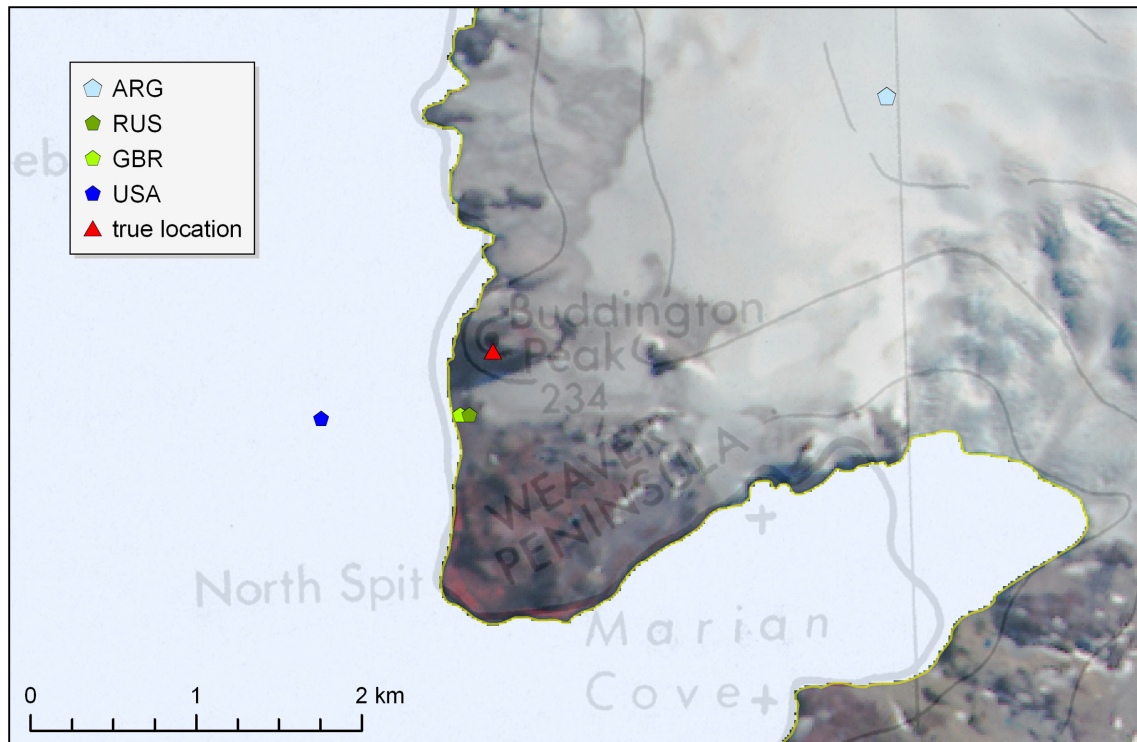 ARG
RUS
GBR
USA
true location
eb
Buddington
Peak
234
WEAVER
PENINSULA
North Spit
Marian
Cove
0 1 2 km